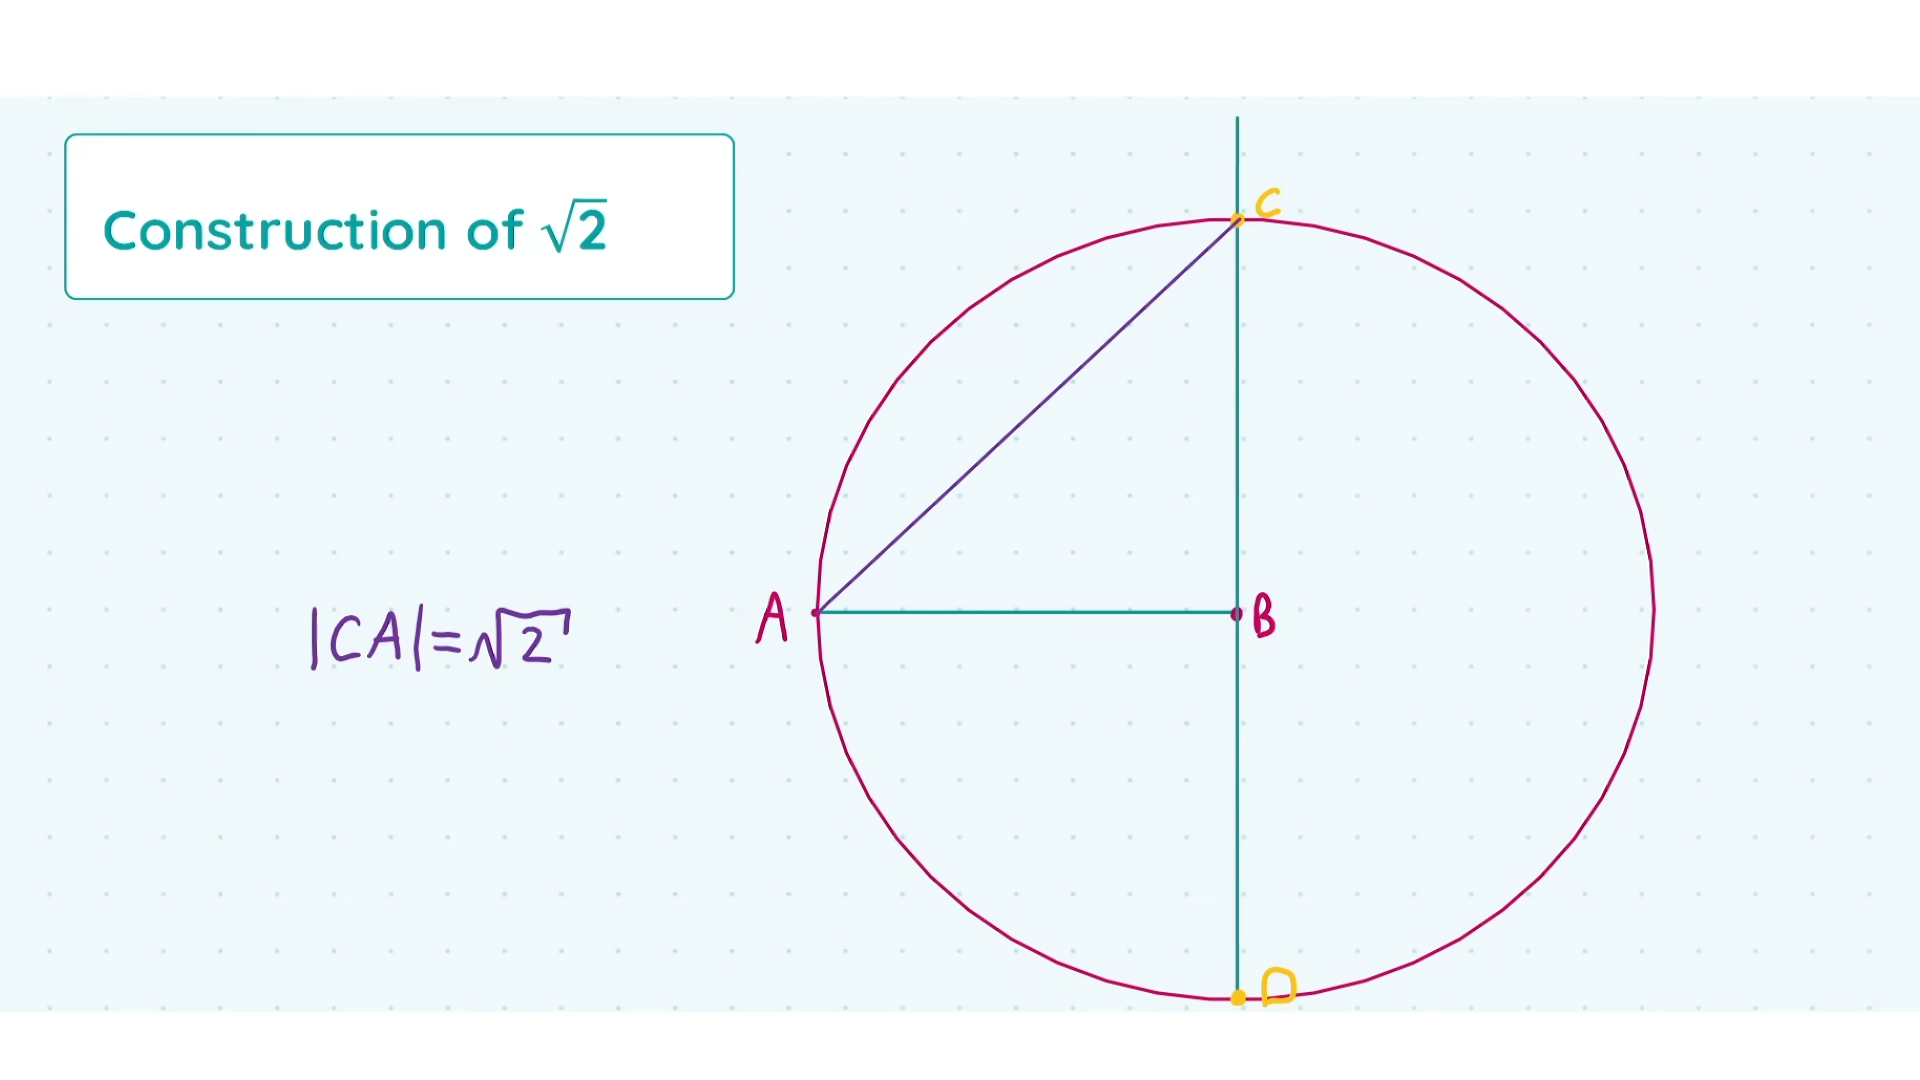 Construction of √2
C
|CA|=√2
A
B
D